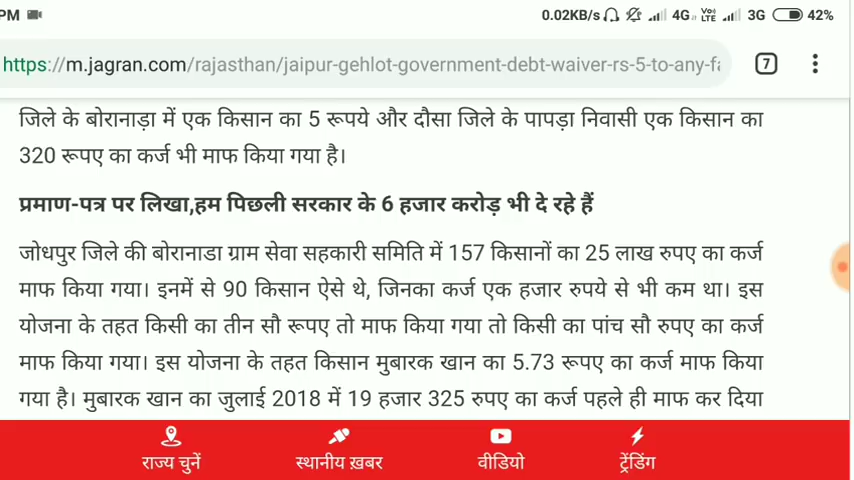 PM 0.02KB/s 4G Vo) LTE 3G 42%
https://m.jagran.com/rajasthan/jaipur-gehlot-government-debt-waiver-rs-5-to-any-fa 7
जिले के बोरानाडा में एक किसान का 5 रूपये और दौसा जिले के पापड़ा निवासी एक किसान का
320 रूपए का कर्ज भी माफ किया गया है।
प्रमाण-पत्र पर लिखा,हम पिछली सरकार के 6 हजार करोड़ भी दे रहे हैं
जोधपुर जिले की बोरानाडा ग्राम सेवा सहकारी समिति में 157 किसानों का 25 लाख रुपए का कर्ज
माफ किया गया। इनमें से 90 किसान ऐसे थे, जिनका कर्ज एक हजार रुपये से भी कम था। इस
योजना के तहत किसी का तीन सौ रूपए तो माफ किया गया तो किसी का पांच सौ रुपए का कर्ज
माफ किया गया। इस योजना के तहत किसान मुबारक खान का 5.73 रूपए का कर्ज माफ किया
गया है। मुबारक खान का जुलाई 2018 में 19 हजार 325 रुपए का कर्ज पहले ही माफ कर दिया
राज्य चुनें स्थानीय ख़बर वीडियो ट्रेंडिंग